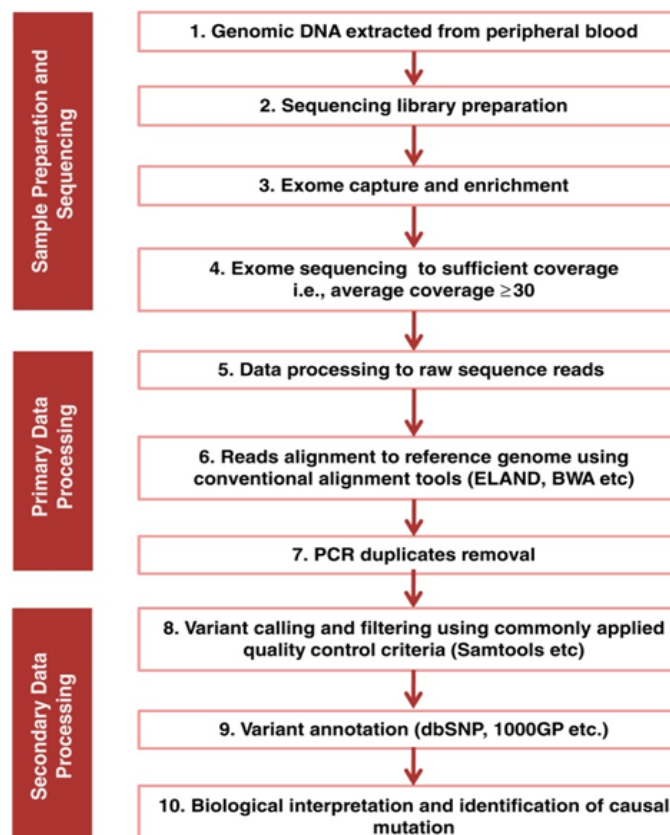 Sample Preparation and
Sequencing
1. Genomic DNA extracted from peripheral blood
2. Sequencing library preparation
3. Exome capture and enrichment
4. Exome sequencing to sufficient coverage
i.e., average coverage ≥30
Primary Data
Processing
5. Data processing to raw sequence reads
6. Reads alignment to reference genome using
conventional alignment tools (ELAND, BWA etc)
7. PCR duplicates removal
Secondary Data
Processing
8. Variant calling and filtering using commonly applied
quality control criteria (Samtools etc)
9. Variant annotation (dbSNP, 1000GP etc.)
10. Biological interpretation and identification of causal
mutation